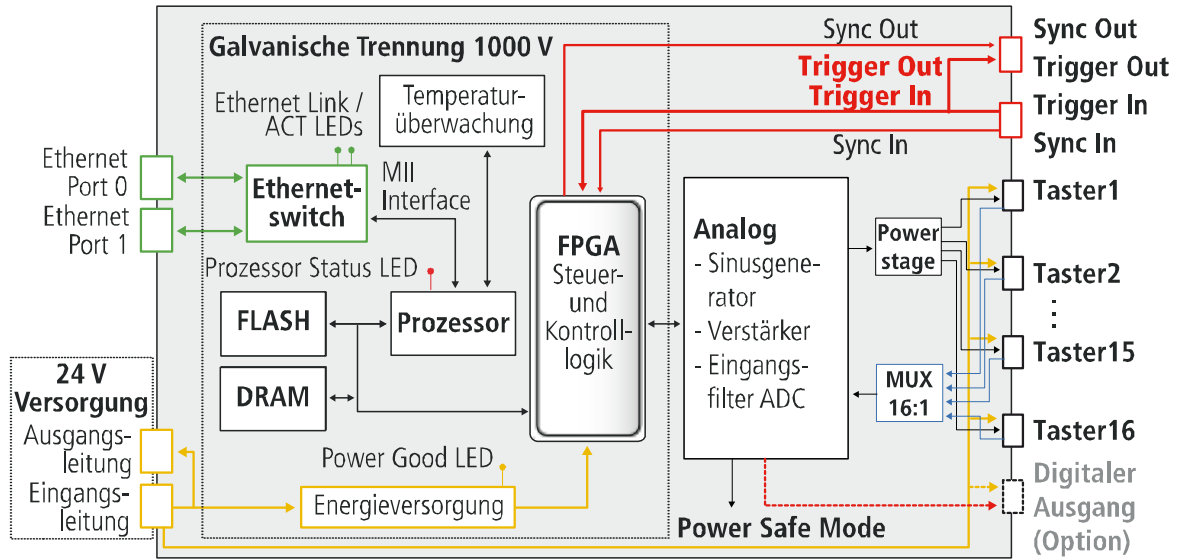 Galvanische Trennung 1000 V
Ethernet Link /
ACT LEDs
Temperatur-
überwachung
Sync Out
Trigger Out
Trigger In
Sync In
Sync Out
Trigger Out
Trigger In
Sync In
Ethernet
Port 0
Ethernet
Port 1
Ethernet-
switch
MII
Interface
Prozessor Status LED
FLASH
Prozessor
DRAM
FPGA
Steuer-
und
Kontroll-
logik
Analog
- Sinusgene-
rator
- Verstärker
- Eingangs-
filter ADC
Power
stage
MUX
16:1
Taster1
Taster2
⋮
Taster15
Taster16
Digitaler
Ausgang
(Option)
24 V
Versorgung
Ausgangs-
leitung
Eingangs-
leitung
Power Good LED
Energieversorgung
Power Safe Mode